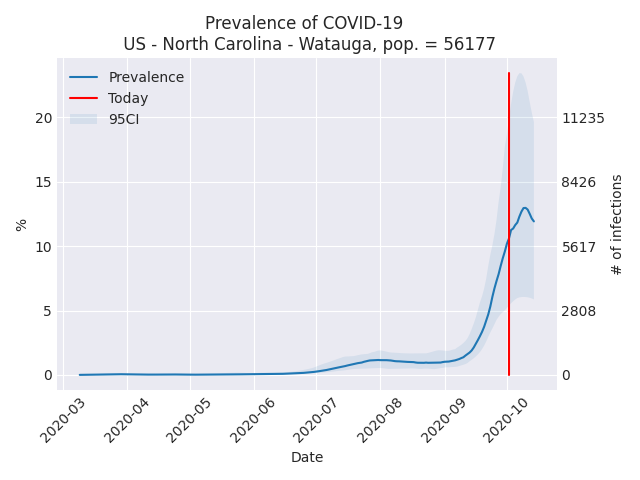 Prevalence of COVID-19
US - North Carolina - Watauga, pop. = 56177
Prevalence
Today
95CI
20
15
10
5
0
%
11235
8426
5617
2808
0
# of infections
2020-03
2020-04
2020-05
2020-06
2020-07
2020-08
2020-09
2020-10
Date